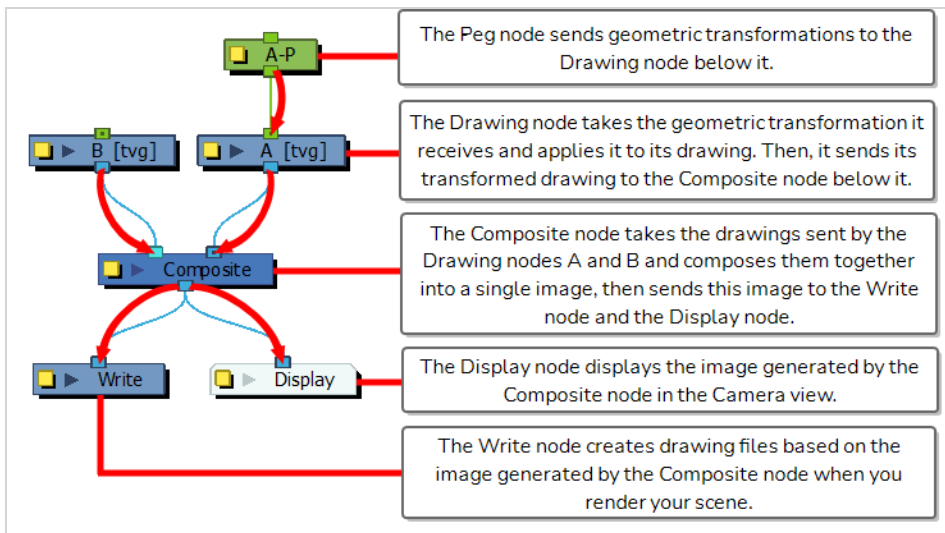 A-P
The Peg node sends geometric transformations to the
Drawing node below it.
B [tvg]
A [tvg]
The Drawing node takes the geometric transformation it
receives and applies it to its drawing. Then, it sends its
transformed drawing to the Composite node below it.
Composite
The Composite node takes the drawings sent by the
Drawing nodes A and B and composes them together
into a single image, then sends this image to the Write
node and the Display node.
Write
Display
The Display node displays the image generated by the
Composite node in the Camera view.
The Write node creates drawing files based on the
image generated by the Composite node when you
render your scene.